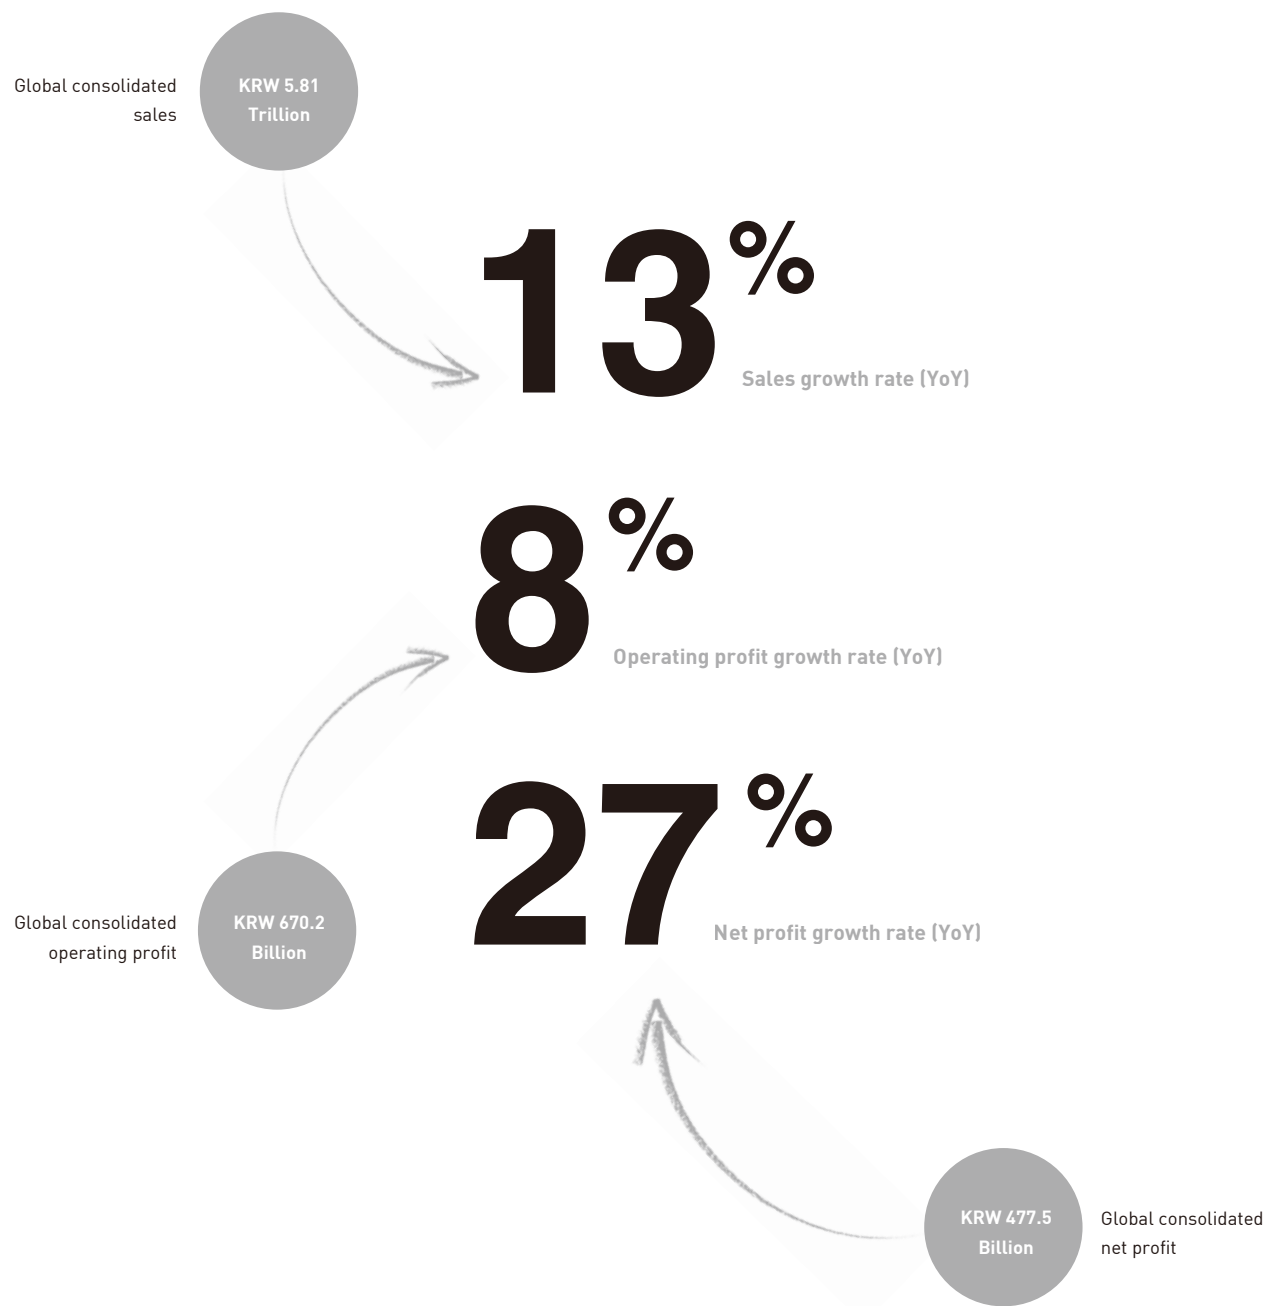 Global consolidated
sales
KRW 5.81
Trillion
13%
Sales growth rate (YoY)
8%
Operating profit growth rate (YoY)
Global consolidated
operating profit
KRW 670.2
Billion
27%
Net profit growth rate (YoY)
KRW 477.5
Billion
Global consolidated
net profit